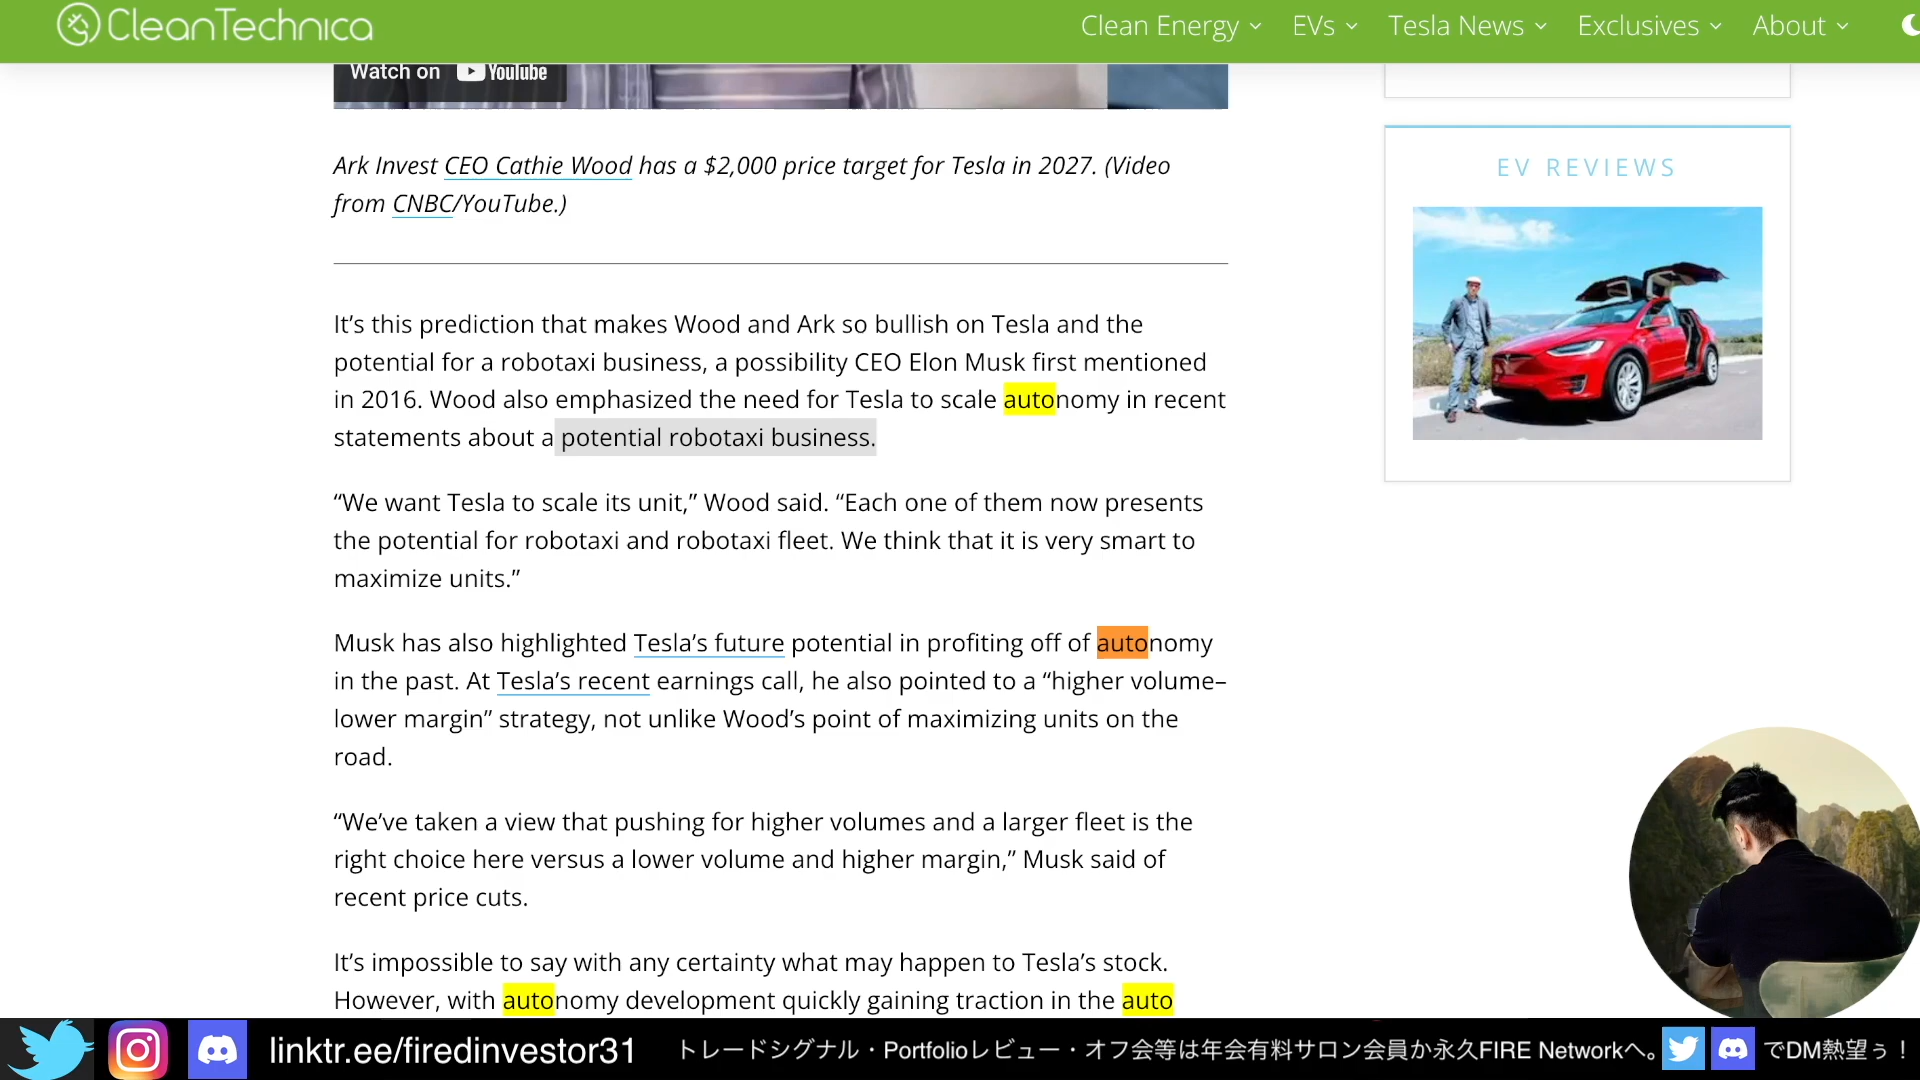 CleanTechnica
Clean Energy EVs Tesla News Exclusives About
Watch on YouTube
Ark Invest CEO Cathie Wood has a $2,000 price target for Tesla in 2027. (Video
from CNBC/YouTube.)
It’s this prediction that makes Wood and Ark so bullish on Tesla and the
potential for a robotaxi business, a possibility CEO Elon Musk first mentioned
in 2016. Wood also emphasized the need for Tesla to scale autonomy in recent
statements about a potential robotaxi business.
“We want Tesla to scale its unit,” Wood said. “Each one of them now presents
the potential for robotaxi and robotaxi fleet. We think that it is very smart to
maximize units.”
Musk has also highlighted Tesla’s future potential in profiting off of autonomy
in the past. At Tesla’s recent earnings call, he also pointed to a “higher volume–
lower margin” strategy, not unlike Wood’s point of maximizing units on the
road.
“We’ve taken a view that pushing for higher volumes and a larger fleet is the
right choice here versus a lower volume and higher margin,” Musk said of
recent price cuts.
It’s impossible to say with any certainty what may happen to Tesla’s stock.
However, with autonomy development quickly gaining traction in the auto
EV REVIEWS
linktr.ee/firedinvestor31
トレードシグナル・Portfolioレビュー・オフ会等は年会有料サロン会員か永久FIRE Networkへ。 でDM熱望ぅ！